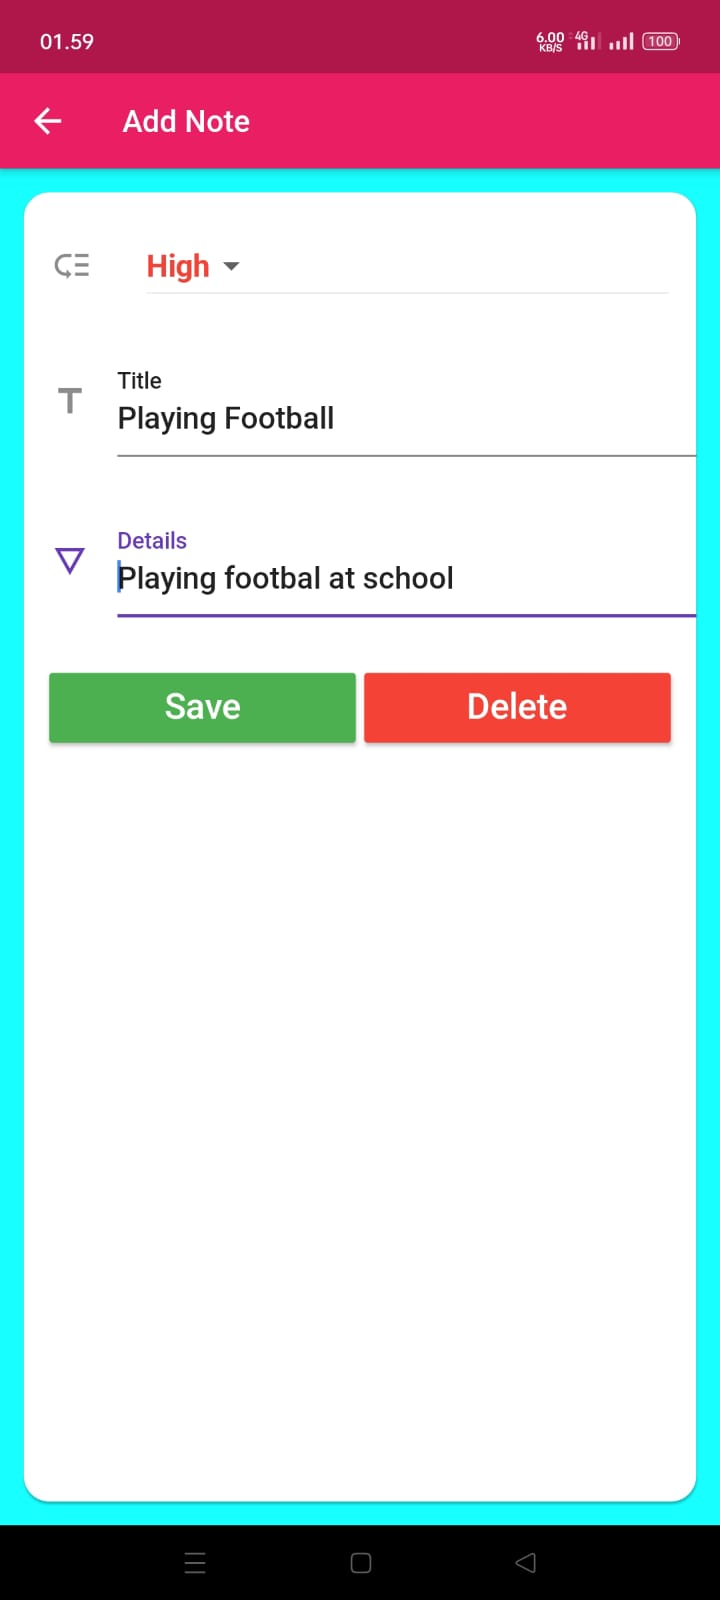 01.59
6.00 KB/S 4G 100
Add Note
High
Title
Playing Football
Details
Playing footbal at school
Save Delete